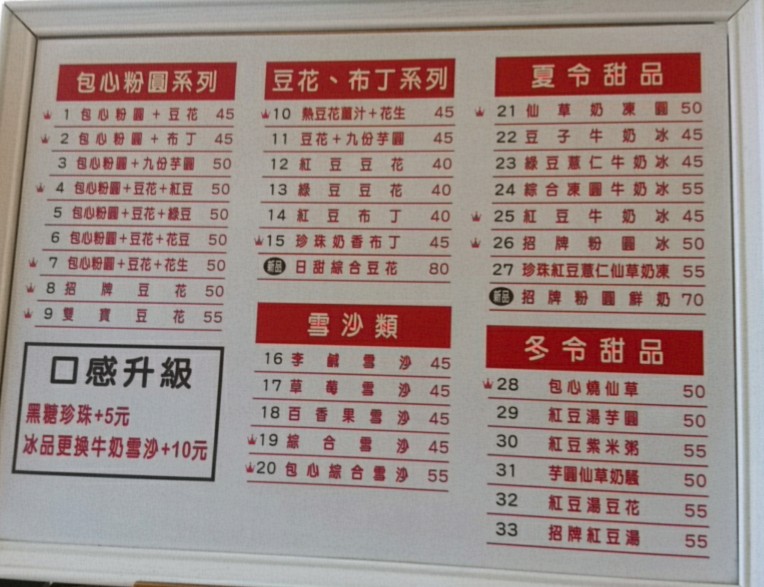 包心粉圓系列
1 包心粉圓+豆花 45
2 包心粉圓+布丁 45
3 包心粉圓+九份芋圓 50
4 包心粉圓+豆花+紅豆 50
5 包心粉圓+豆花+綠豆 50
6 包心粉圓+豆花+花豆 50
7 包心粉圓+豆花+花生 50
8 招牌豆花 50
9 雙寶豆花 55
口感升級
黑糖珍珠+5元
冰品更換牛奶雪沙+10元
豆花、布丁系列
10 熱豆花薑汁+花生 45
11 豆花+九份芋圓 45
12 紅豆豆花 40
13 綠豆豆花 40
14 紅豆布丁 40
15 珍珠奶香布丁 45
新品 日甜綜合豆花 80
雪沙類
16 李鹹雪沙 45
17 草莓雪沙 45
18 百香果雪沙 45
19 綜合雪沙 45
20 包心綜合雪沙 55
夏令甜品
21 仙草奶凍圓 50
22 豆子牛奶冰 45
23 綠豆薏仁牛奶冰 45
24 綜合凍圓牛奶冰 55
25 紅豆牛奶冰 45
26 招牌粉圓冰 50
27 珍珠紅豆薏仁仙草奶凍 55
新品 招牌粉圓鮮奶 70
冬令甜品
28 包心燒仙草 50
29 紅豆湯芋圓 50
30 紅豆紫米粥 55
31 芋圓仙草奶騷 50
32 紅豆湯豆花 55
33 招牌紅豆湯 55